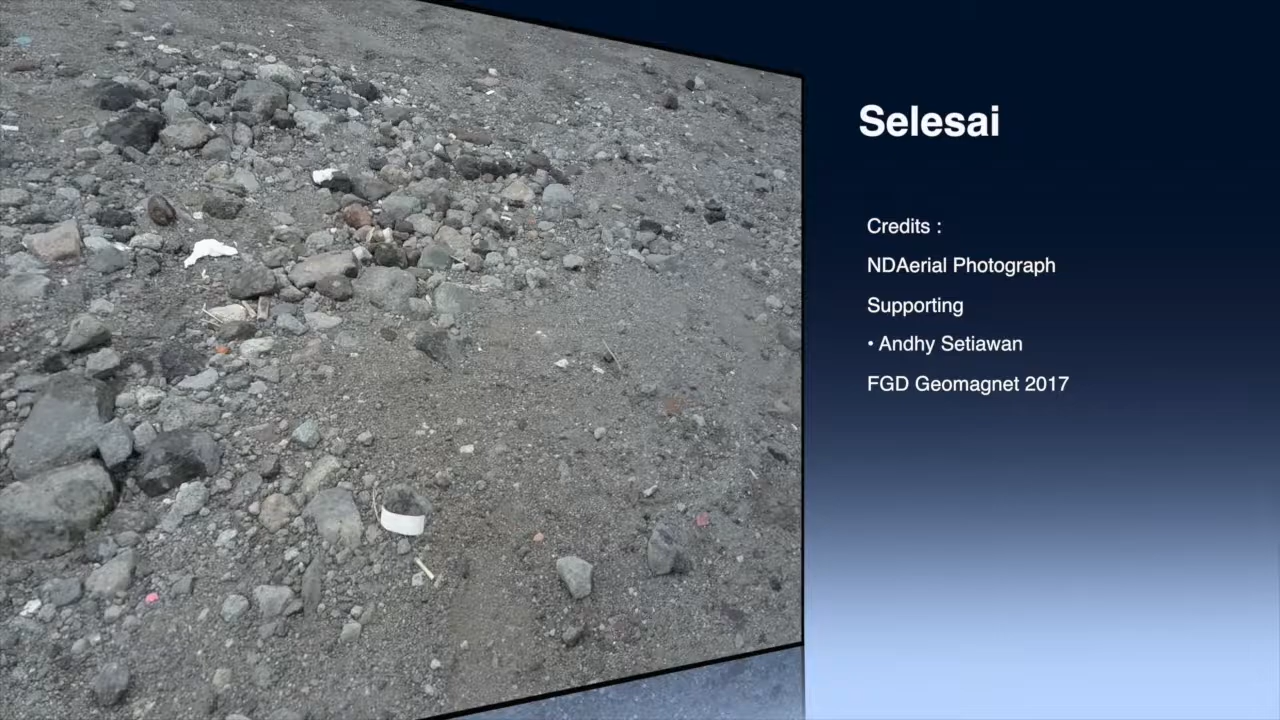 Selesai
Credits :
NDAerial Photograph
Supporting
• Andhy Setiawan
FGD Geomagnet 2017